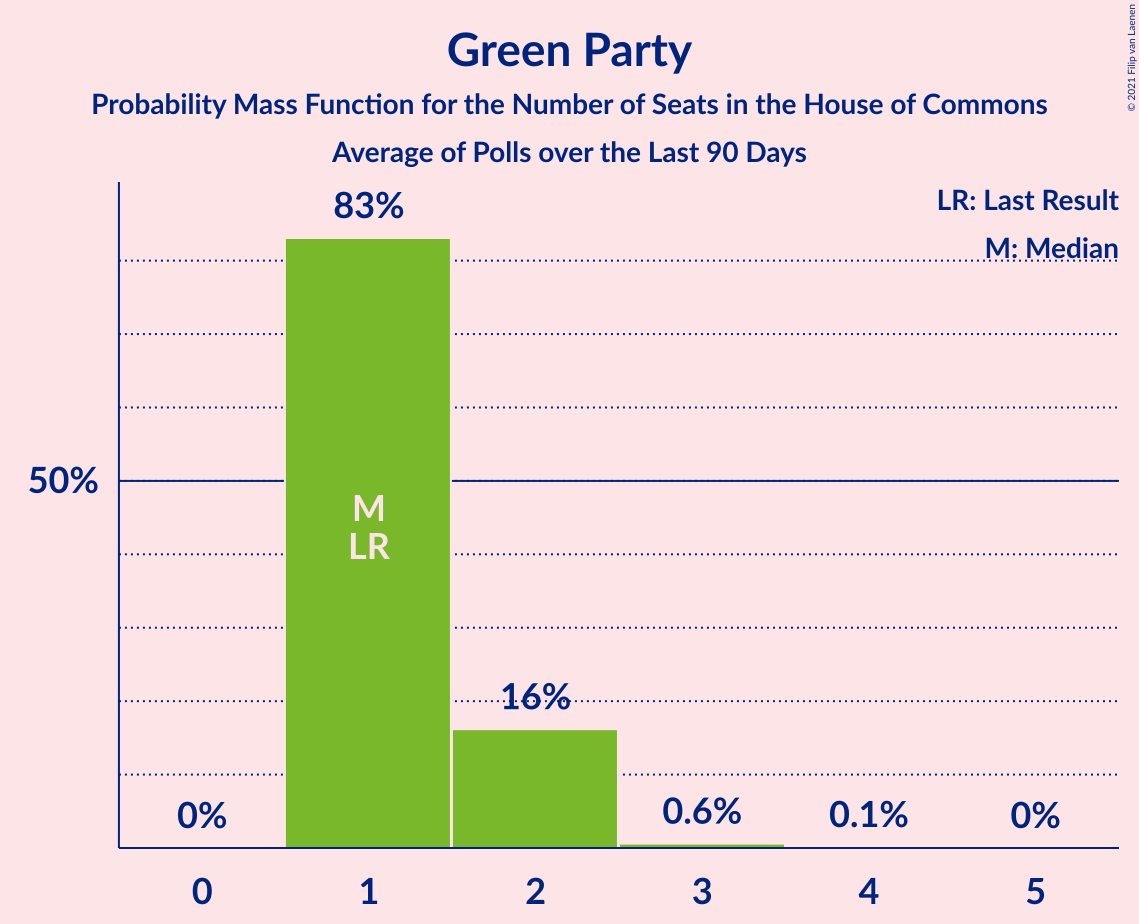 Green Party
Probability Mass Function for the Number of Seats in the House of Commons
Average of Polls over the Last 90 Days
© 2021 Filip van Laenen
LR: Last Result
M: Median
83%
50%
M
LR
16%
0%
0.6%
0.1%
0%
0
1
2
3
4
5